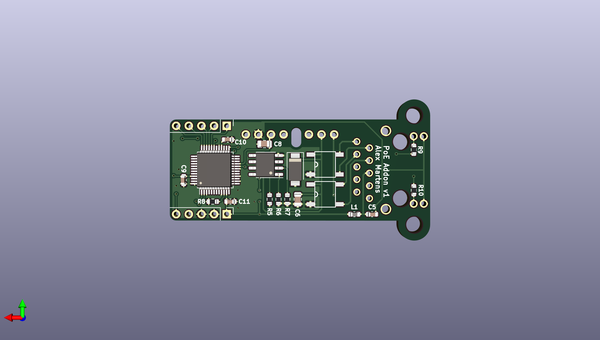 C10
C8
C9
PoE Addon v1
Alex Martens
R9
R10
R8
C11
R5
R6
R7
C6
L1
C5